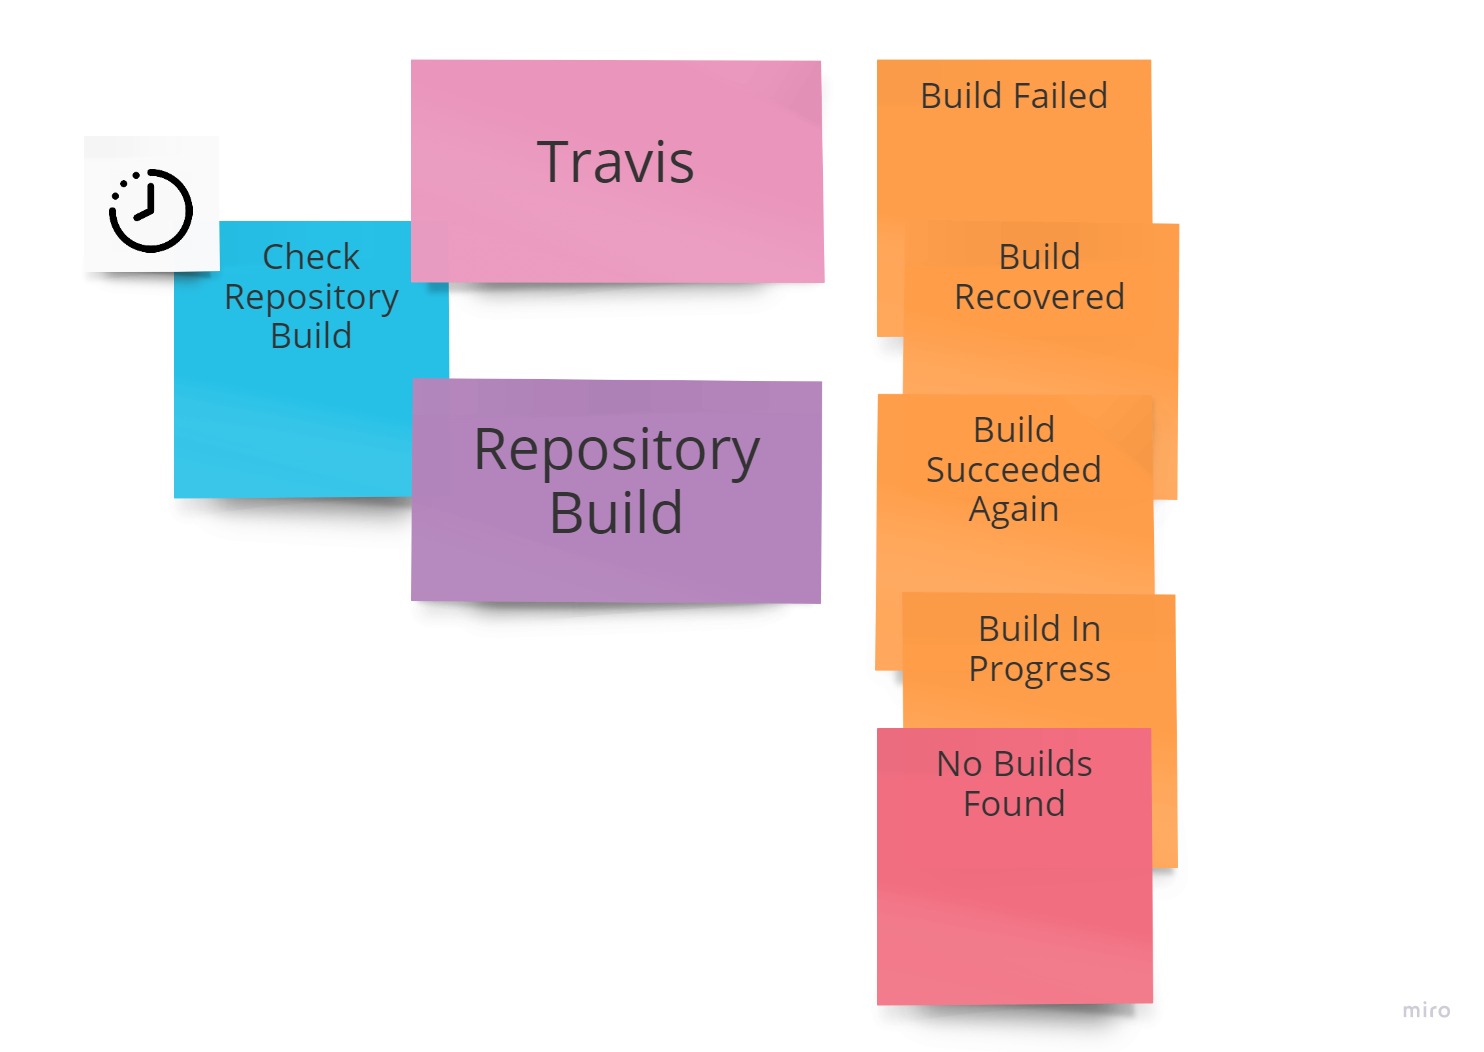 Travis
Build Failed
Check
Repository
Build
Build
Recovered
Repository
Build
Build
Succeeded
Again
Build In
Progress
No Builds
Found
miro